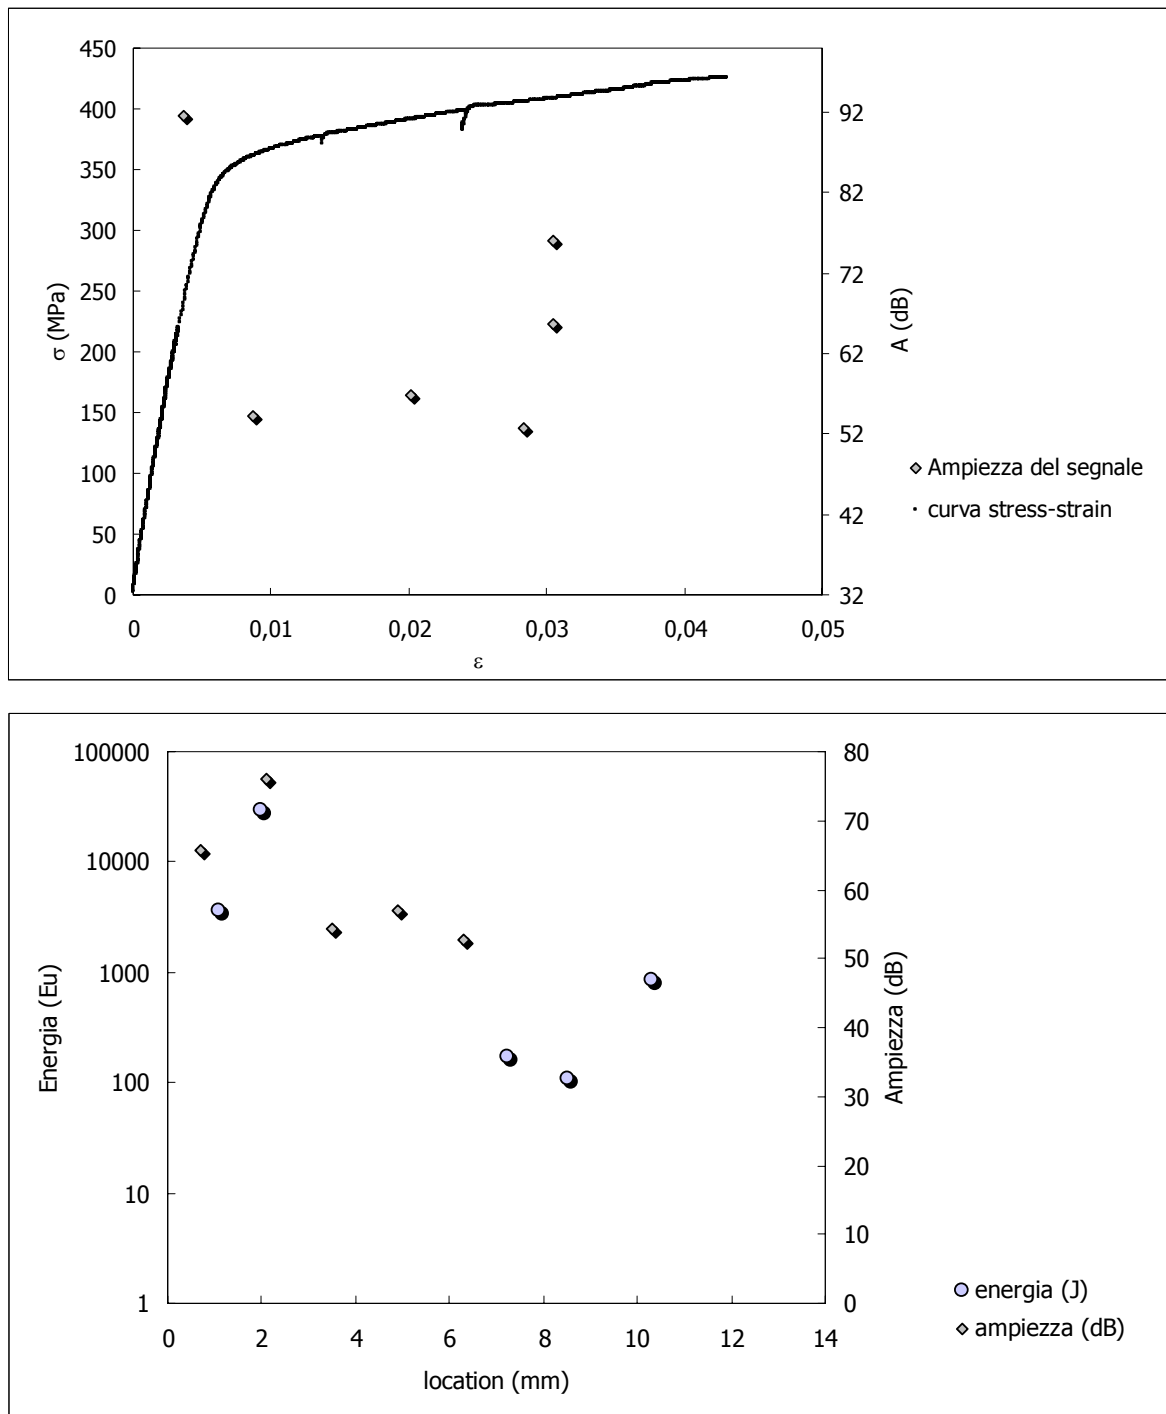 450
400
350
300
250
200
150
100
50
0
σ (MPa)
92
82
72
62
52
42
32
A (dB)
0 0,01 0,02 0,03 0,04 0,05
ε
Ampiezza del segnale
curva stress-strain
100000
10000
1000
100
10
1
Energia (Eu)
80
70
60
50
40
30
20
10
0
Ampiezza (dB)
0 2 4 6 8 10 12 14
location (mm)
energia (J)
ampiezza (dB)